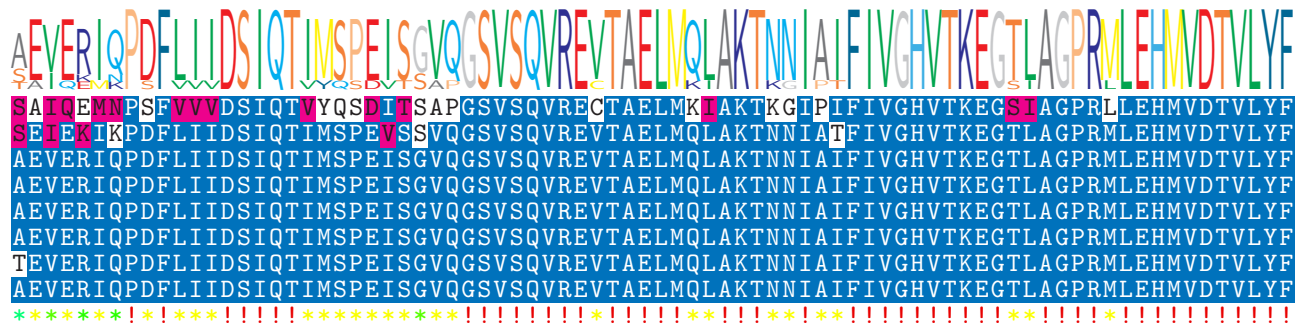 AEVERIQPDFLIIDSIQTIMSPEISGVQGSVSQVREVTAELMQLAKTNNIAIFIVGHVTKEGTLAGPRMLEHMVDTVLYF
SAIQEMNPSFVVVDSIQTVYQSDITSAPGSVSQVRECTAELMKIAKTKGIPIFIVGHVTKEGSIAGPRLLEHMVDTVLYF
SEIEKIKPDFLIIDSIQTIMSPEVSSVQGSVSQVREVTAELMQLAKTNNIATFIVGHVTKEGTLAGPRMLEHMVDTVLYF
AEVERIQPDFLIIDSIQTIMSPEISGVQGSVSQVREVTAELMQLAKTNNIAIFIVGHVTKEGTLAGPRMLEHMVDTVLYF
AEVERIQPDFLIIDSIQTIMSPEISGVQGSVSQVREVTAELMQLAKTNNIAIFIVGHVTKEGTLAGPRMLEHMVDTVLYF
AEVERIQPDFLIIDSIQTIMSPEISGVQGSVSQVREVTAELMQLAKTNNIAIFIVGHVTKEGTLAGPRMLEHMVDTVLYF
AEVERIQPDFLIIDSIQTIMSPEISGVQGSVSQVREVTAELMQLAKTNNIAIFIVGHVTKEGTLAGPRMLEHMVDTVLYF
TEVERIQPDFLIIDSIQTIMSPEISGVQGSVSQVREVTAELMQLAKTNNIAIFIVGHVTKEGTLAGPRMLEHMVDTVLYF
AEVERIQPDFLIIDSIQTIMSPEISGVQGSVSQVREVTAELMQLAKTNNIAIFIVGHVTKEGTLAGPRMLEHMVDTVLYF
*******!*!***!!!!!**********!!!!!!!!*!!!!!**!!!**!**!!!!!!!!!!**!!!!*!!!!!!!!!!!